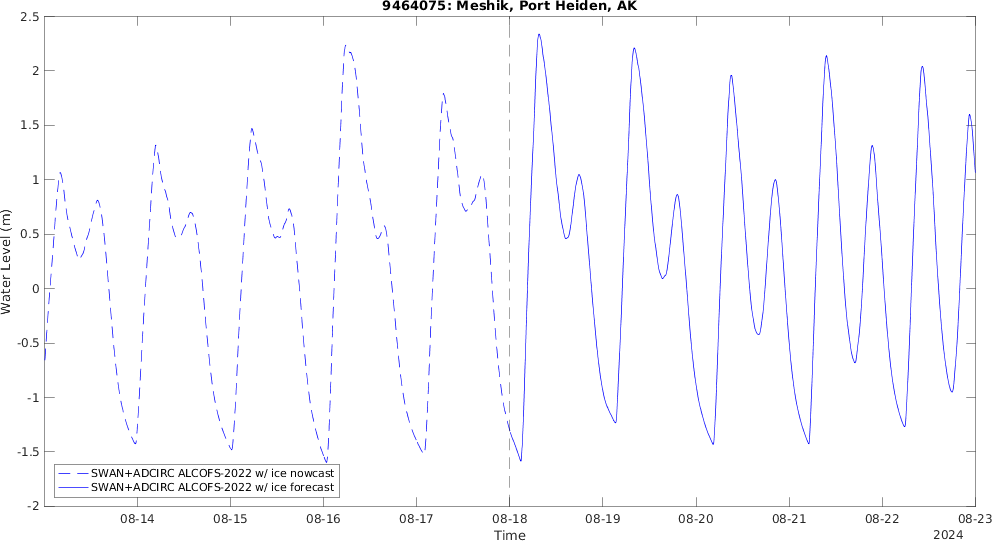 9464075: Meshik, Port Heiden, AK
Water Level (m)
2.5
2
1.5
1
0.5
0
-0.5
-1
-1.5
-2
SWAN+ADCIRC ALCOFS-2022 w/ ice nowcast
SWAN+ADCIRC ALCOFS-2022 w/ ice forecast
08-14 08-15 08-16 08-17 08-18 08-19 08-20 08-21 08-22 08-23
Time
2024